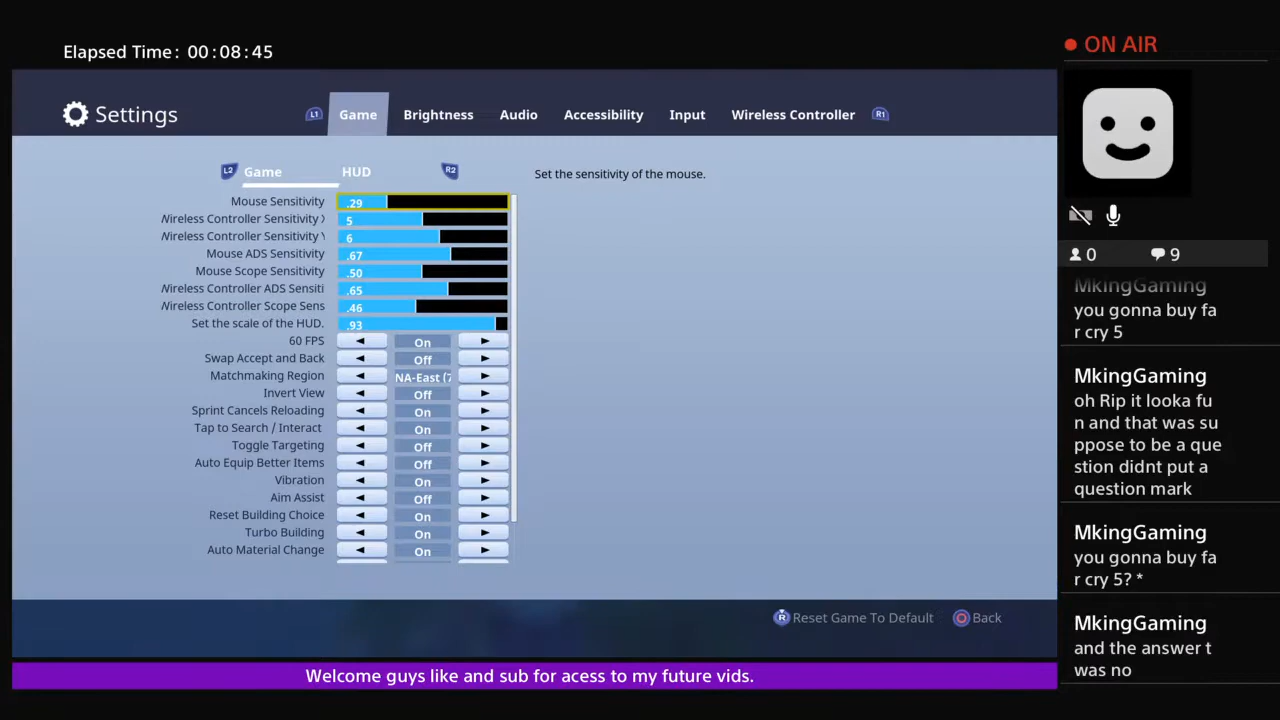 Elapsed Time: 00:08:45
ON AIR
Settings
L1 Game Brightness Audio Accessibility Input Wireless Controller R1
L2 Game HUD R2
Set the sensitivity of the mouse.
Mouse Sensitivity .29
Wireless Controller Sensitivity X 5
Wireless Controller Sensitivity Y 6
Mouse ADS Sensitivity .67
Mouse Scope Sensitivity .50
Wireless Controller ADS Sensiti .65
Wireless Controller Scope Sens .46
Set the scale of the HUD. .93
60 FPS On
Swap Accept and Back Off
Matchmaking Region NA-East (7
Invert View Off
Sprint Cancels Reloading On
Tap to Search / Interact On
Toggle Targeting Off
Auto Equip Better Items Off
Vibration On
Aim Assist Off
Reset Building Choice On
Turbo Building On
Auto Material Change On
R Reset Game To Default Back
Welcome guys like and sub for acess to my future vids.
0 9
MkingGaming
you gonna buy fa
r cry 5
MkingGaming
oh Rip it looka fu
n and that was su
ppose to be a que
stion didnt put a
question mark
MkingGaming
you gonna buy fa
r cry 5? *
MkingGaming
and the answer t
was no